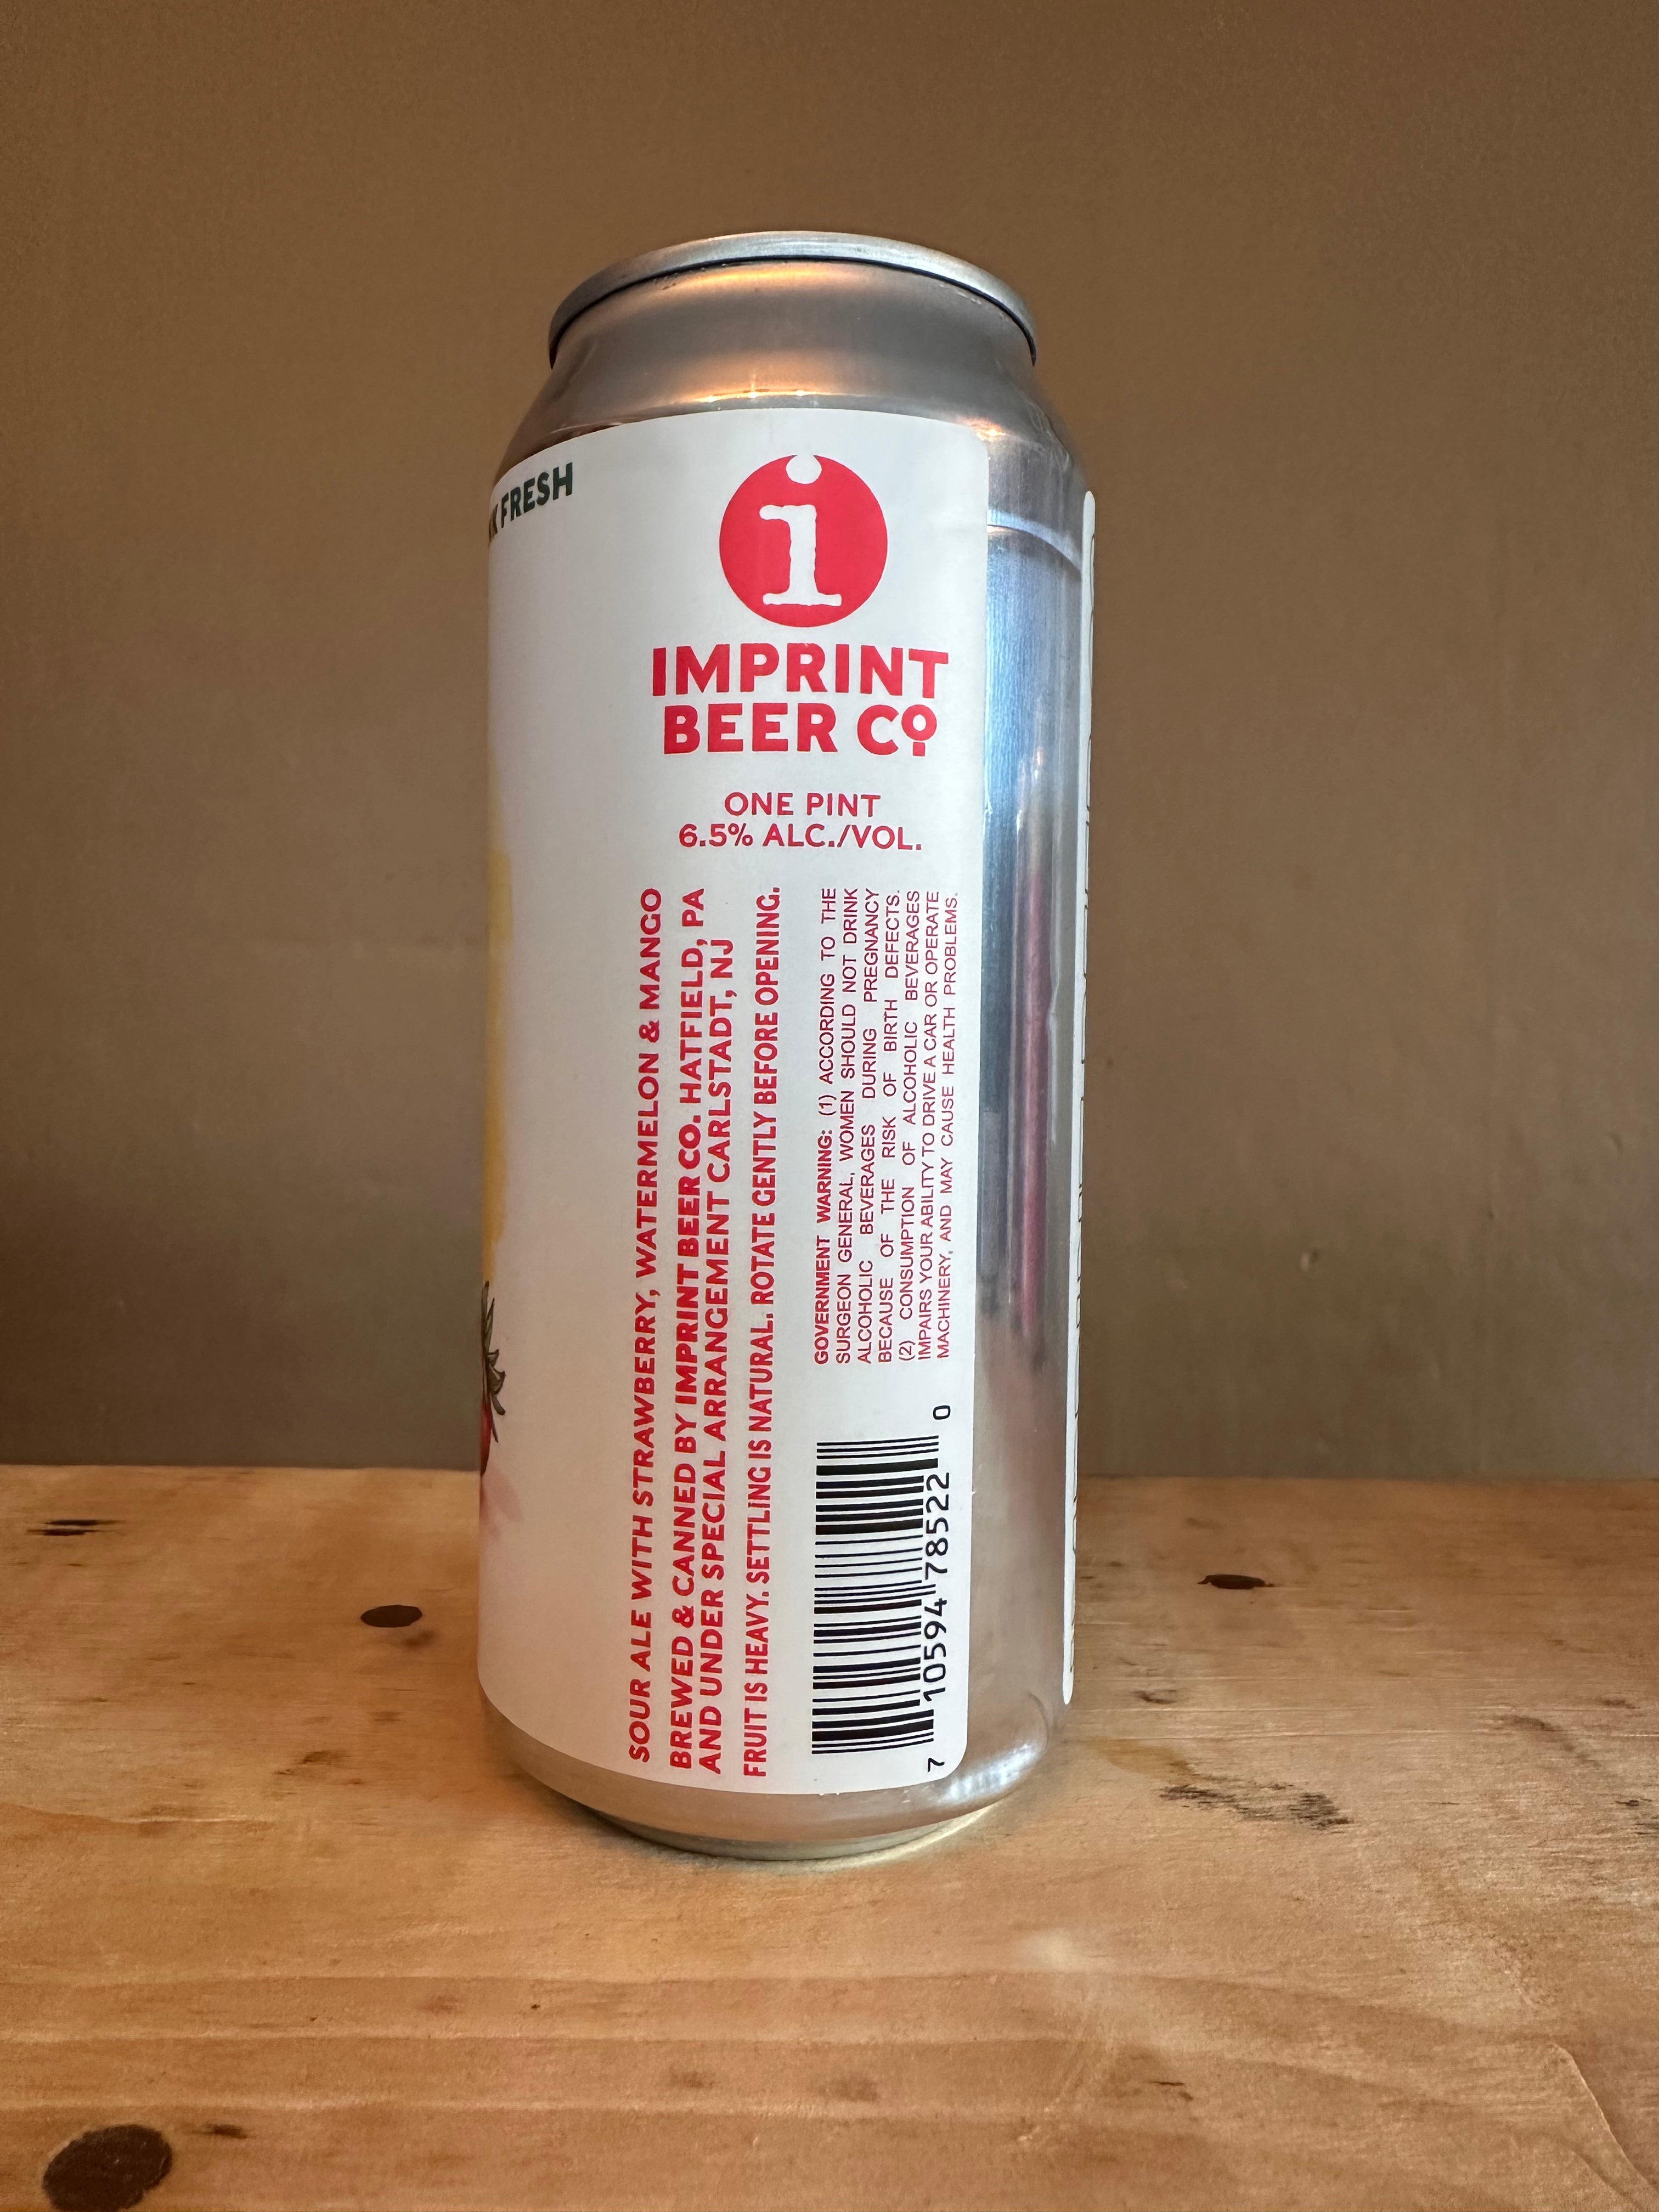 FRESH
i
IMPRINT
BEER Co
ONE PINT
6.5% ALC./VOL.
SOUR ALE WITH STRAWBERRY, WATERMELON & MANGO
BREWED & CANNED BY IMPRINT BEER CO. HATFIELD, PA
AND UNDER SPECIAL ARRANGEMENT CARLSTADT, NJ
FRUIT IS HEAVY. SETTLING IS NATURAL. ROTATE GENTLY BEFORE OPENING.
GOVERNMENT WARNING: (1) ACCORDING TO THE
SURGEON GENERAL, WOMEN SHOULD NOT DRINK
ALCOHOLIC BEVERAGES DURING PREGNANCY
BECAUSE OF THE RISK OF BIRTH DEFECTS.
(2) CONSUMPTION OF ALCOHOLIC BEVERAGES
IMPAIRS YOUR ABILITY TO DRIVE A CAR OR OPERATE
MACHINERY, AND MAY CAUSE HEALTH PROBLEMS.
7 10594 78522 0